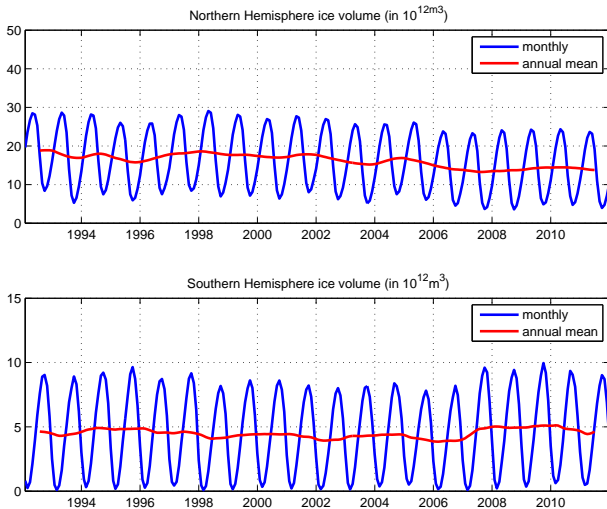 Northern Hemisphere ice volume (in 10^12m3)
50
40
30
20
10
0
monthly
annual mean
1994 1996 1998 2000 2002 2004 2006 2008 2010
Southern Hemisphere ice volume (in 10^12m^3)
15
10
5
0
monthly
annual mean
1994 1996 1998 2000 2002 2004 2006 2008 2010